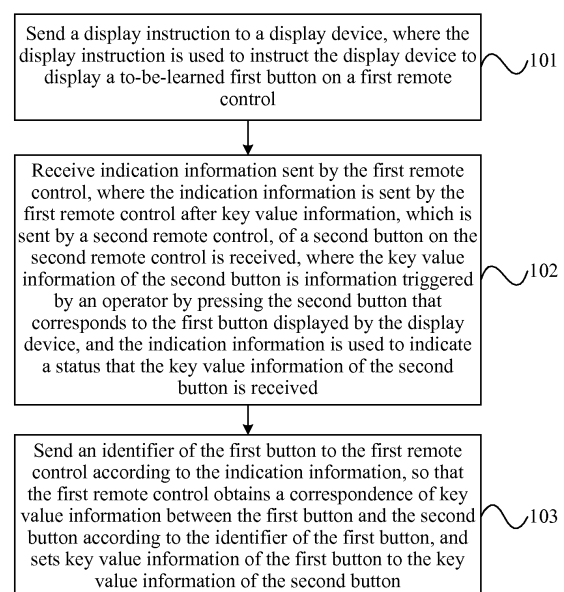 Send a display instruction to a display device, where the
display instruction is used to instruct the display device to
display a to-be-learned first button on a first remote
control
101
Receive indication information sent by the first remote
control, where the indication information is sent by the
first remote control after key value information, which is
sent by a second remote control, of a second button on the
second remote control is received, where the key value
information of the second button is information triggered
by an operator by pressing the second button that
corresponds to the first button displayed by the display
device, and the indication information is used to indicate
a status that the key value information of the second
button is received
102
Send an identifier of the first button to the first remote
control according to the indication information, so that
the first remote control obtains a correspondence of key
value information between the first button and the second
button according to the identifier of the first button, and
sets key value information of the first button to the key
value information of the second button
103